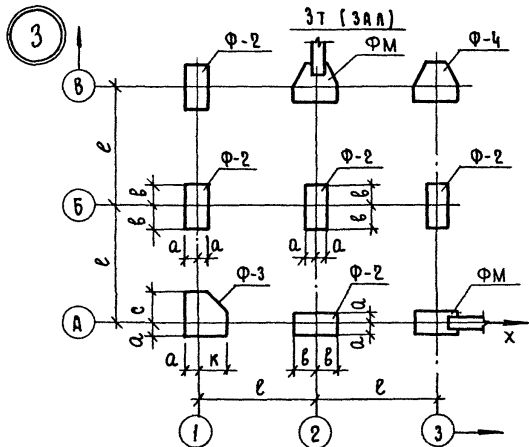 3
3Т (ЗАЛ)
Ф-2
ФМ
Ф-4
В
Ф-2
Ф-2
Ф-2
в
в
l
Б
в
в
а
а
а
а
l
Ф-3
Ф-2
ФМ
с
а
А
а
а
х
а
к
в
в
l
l
1
2
3